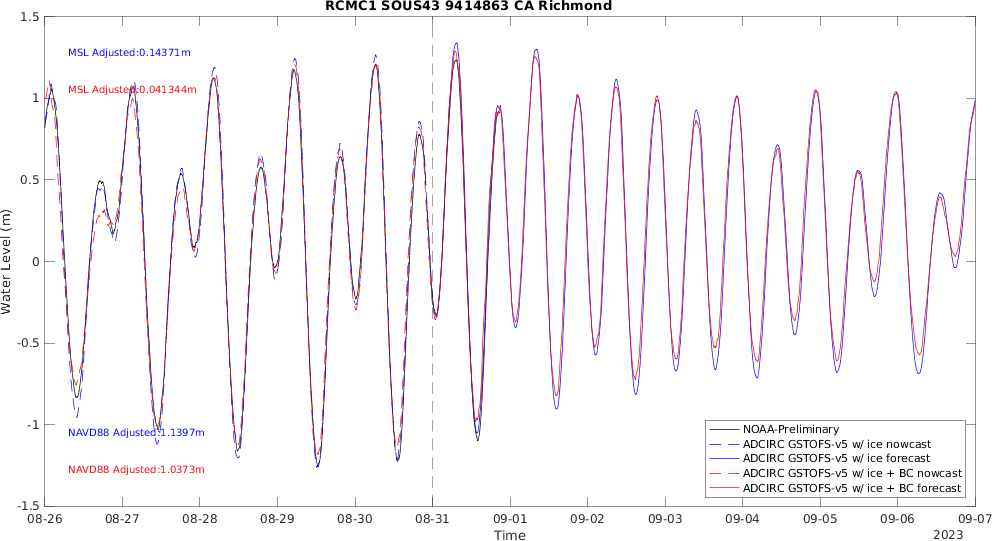 RCMC1 SOUS43 9414863 CA Richmond
1.5
1
0.5
0
-0.5
-1
-1.5
Water Level (m)
MSL Adjusted:0.14371m
MSL Adjusted:0.041344m
NAVD88 Adjusted:1.1397m
NAVD88 Adjusted:1.0373m
NOAA-Preliminary
ADCIRC GSTOFS-v5 w/ ice nowcast
ADCIRC GSTOFS-v5 w/ ice forecast
ADCIRC GSTOFS-v5 w/ ice + BC nowcast
ADCIRC GSTOFS-v5 w/ ice + BC forecast
08-26 08-27 08-28 08-29 08-30 08-31 09-01 09-02 09-03 09-04 09-05 09-06 09-07
Time
2023